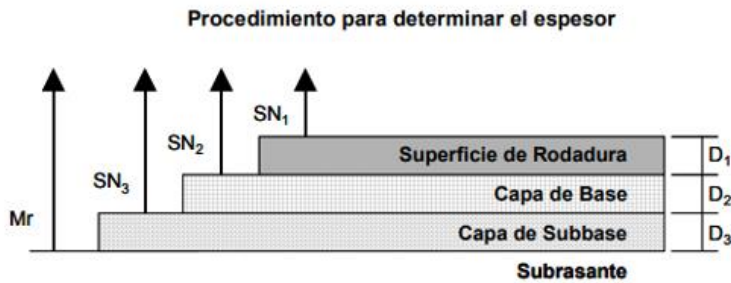 Procedimiento para determinar el espesor
SN₁
SN₂
SN₃
Mr
Superficie de Rodadura
Capa de Base
Capa de Subbase
Subrasante
D₁
D₂
D₃